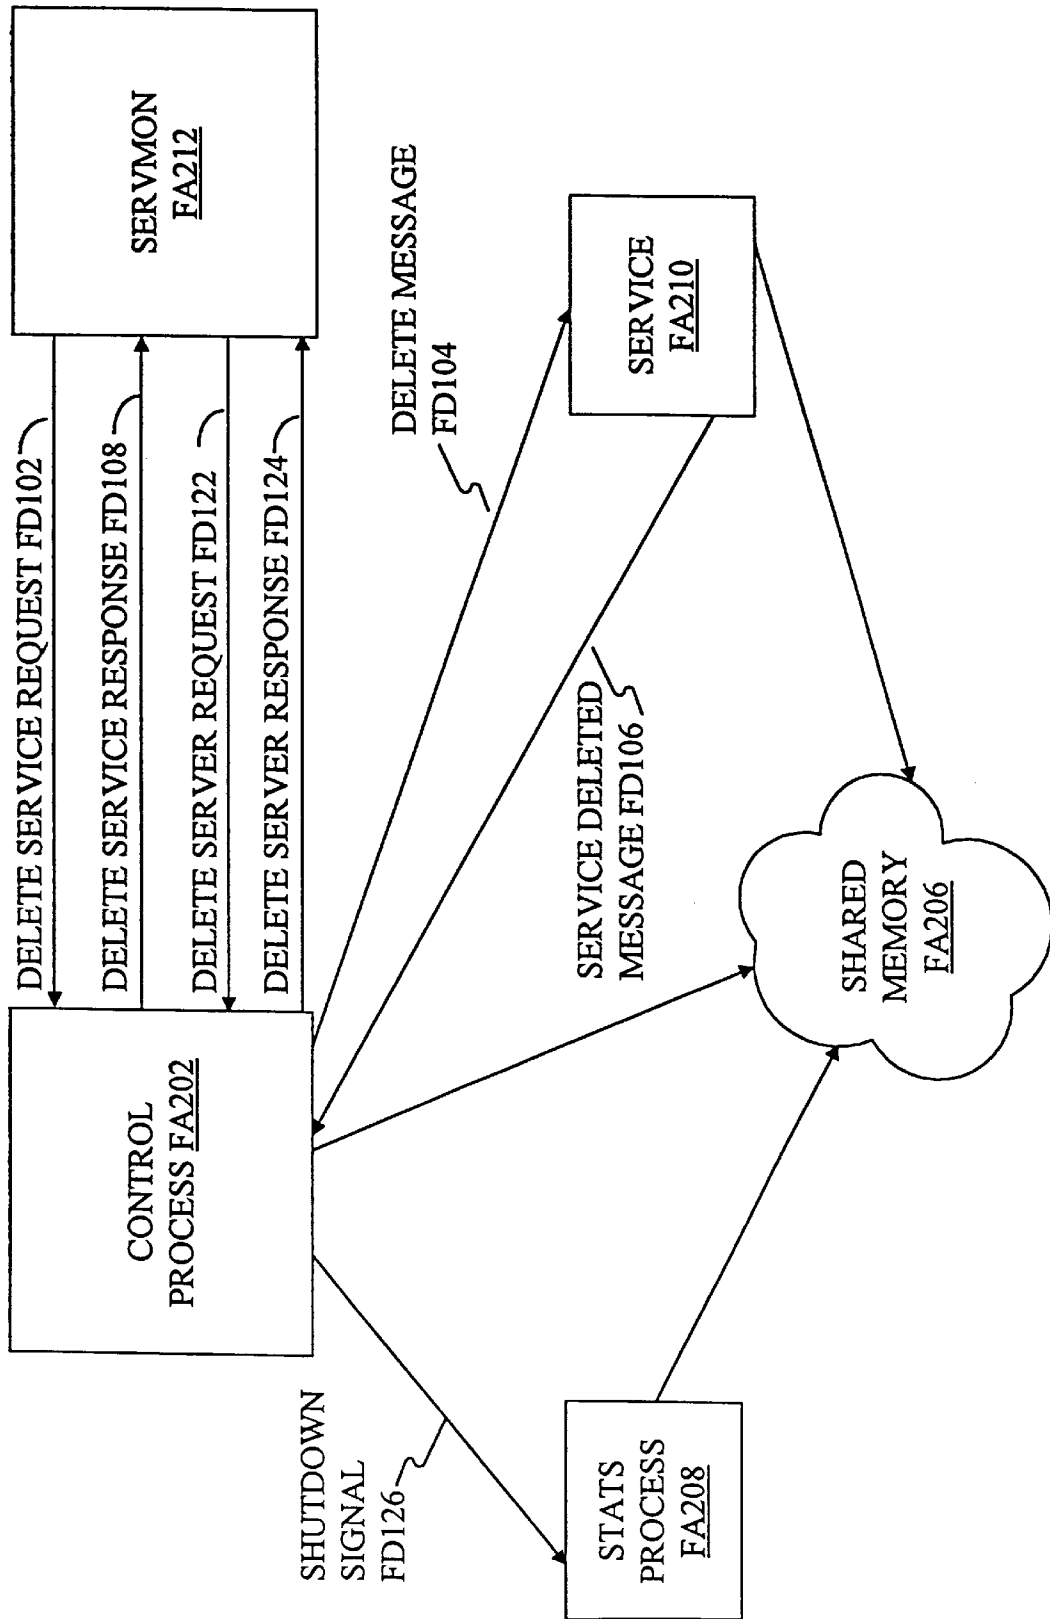 CONTROL
PROCESS FA202
DELETE SERVICE REQUEST FD102
DELETE SERVICE RESPONSE FD108
DELETE SERVER REQUEST FD122
DELETE SERVER RESPONSE FD124
SERVMON
FA212
SHUTDOWN
SIGNAL
FD126
DELETE MESSAGE
FD104
SERVICE DELETED
MESSAGE FD106
STATS
PROCESS
FA208
SHARED
MEMORY
FA206
SERVICE
FA210